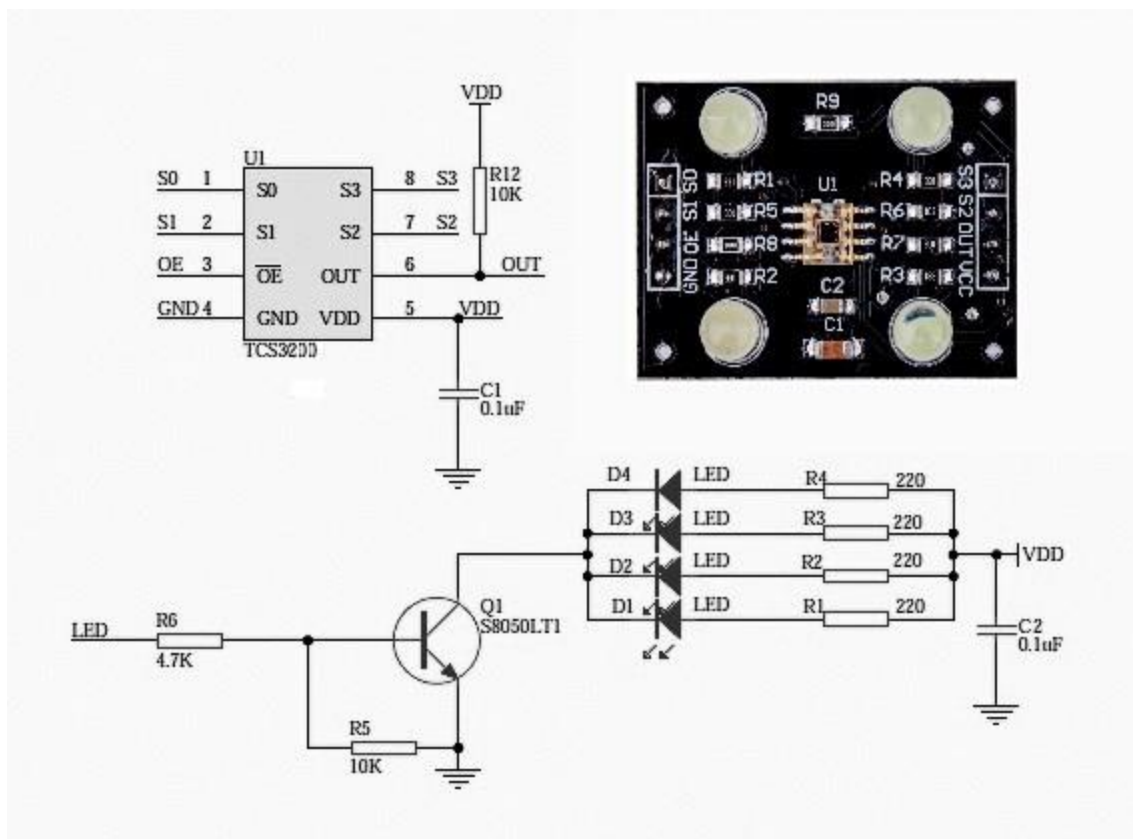 VDD
U1
R12
10K
S0 1 S0 S3 8 S3
S1 2 S1 S2 7 S2
OE 3 OE OUT 6 OUT
GND 4 GND VDD 5 VDD
TCS3200
C1
0.1uF
R9
S0 R1 U1 R4 S3
S1 R5 R6 S2
OE R8 R7 OUT
GND R2 R3 VCC
C2
C1
D4 LED R4 220
D3 LED R3 220
D2 LED R2 220
D1 LED R1 220
VDD
C2
0.1uF
LED
R6
4.7K
Q1
S8050LT1
R5
10K